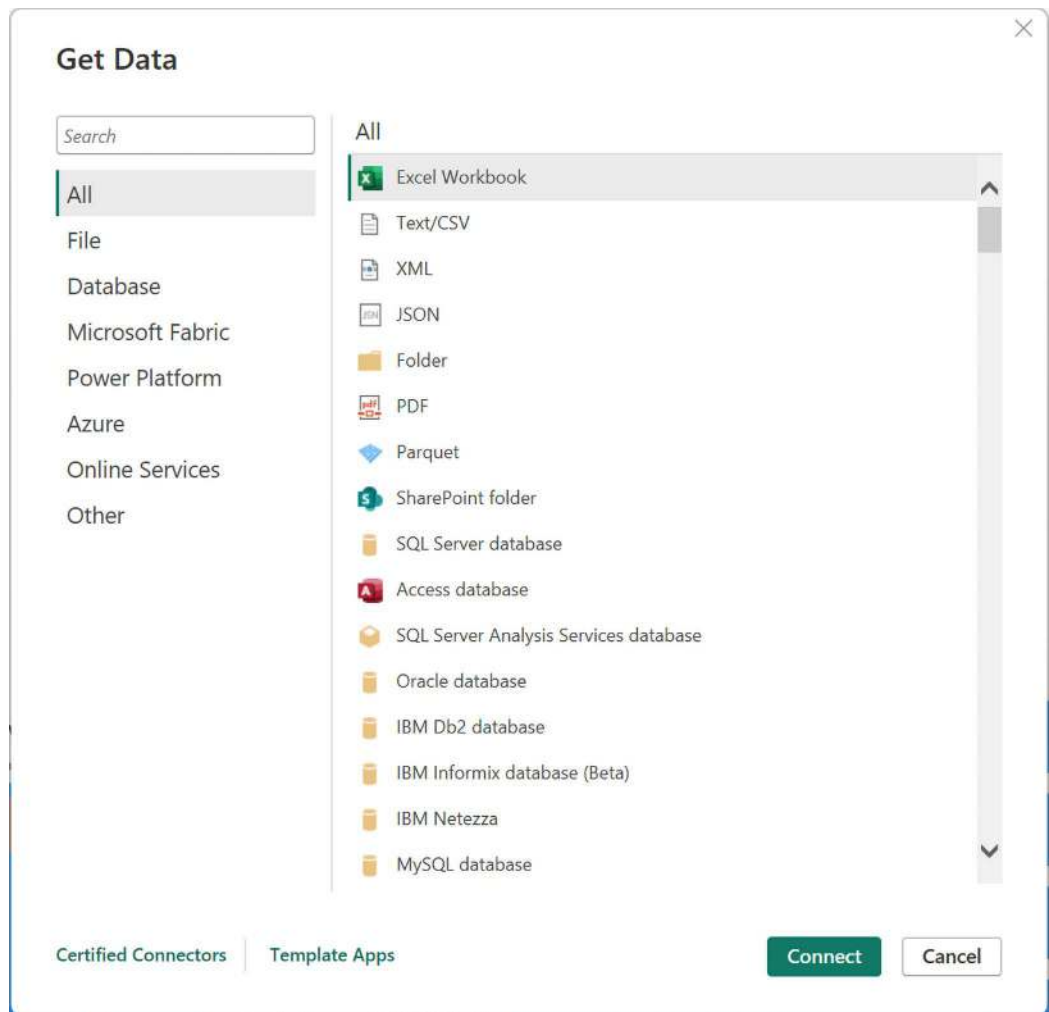 Get Data
Search
All
File
Database
Microsoft Fabric
Power Platform
Azure
Online Services
Other
All
Excel Workbook
Text/CSV
XML
JSON
Folder
PDF
Parquet
SharePoint folder
SQL Server database
Access database
SQL Server Analysis Services database
Oracle database
IBM Db2 database
IBM Informix database (Beta)
IBM Netezza
MySQL database
Certified Connectors
Template Apps
Connect
Cancel